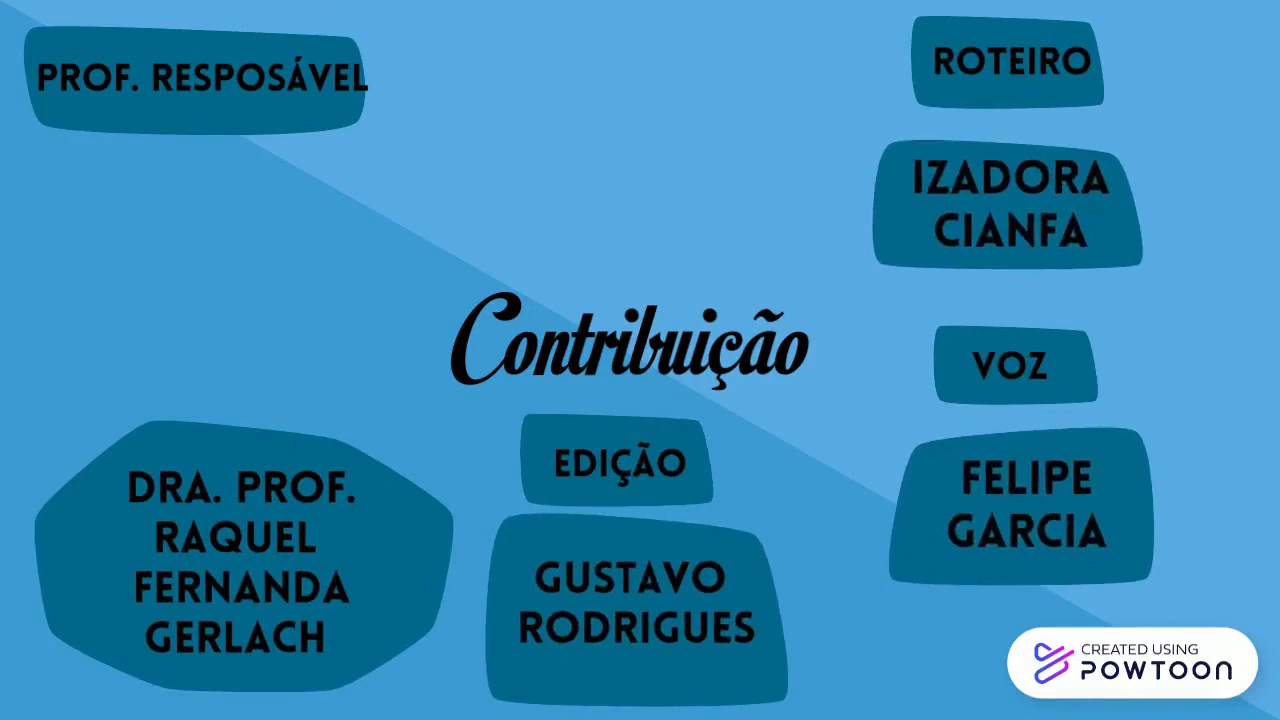 PROF. RESPOSÁVEL
ROTEIRO
IZADORA
CIANFA
Contribuição
VOZ
FELIPE
GARCIA
EDIÇÃO
GUSTAVO
RODRIGUES
DRA. PROF.
RAQUEL
FERNANDA
GERLACH
CREATED USING
POWTOON